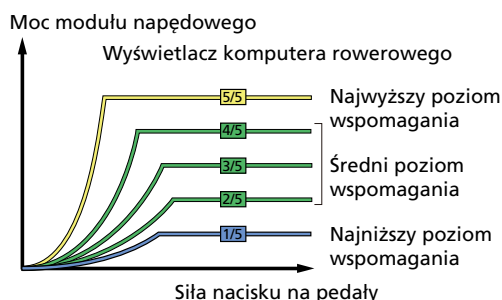 Moc modułu napędowego
Wyświetlacz komputera rowerowego
5/5
Najwyższy poziom
wspomagania
4/5
3/5
Średni poziom
wspomagania
2/5
1/5
Najniższy poziom
wspomagania
Siła nacisku na pedały